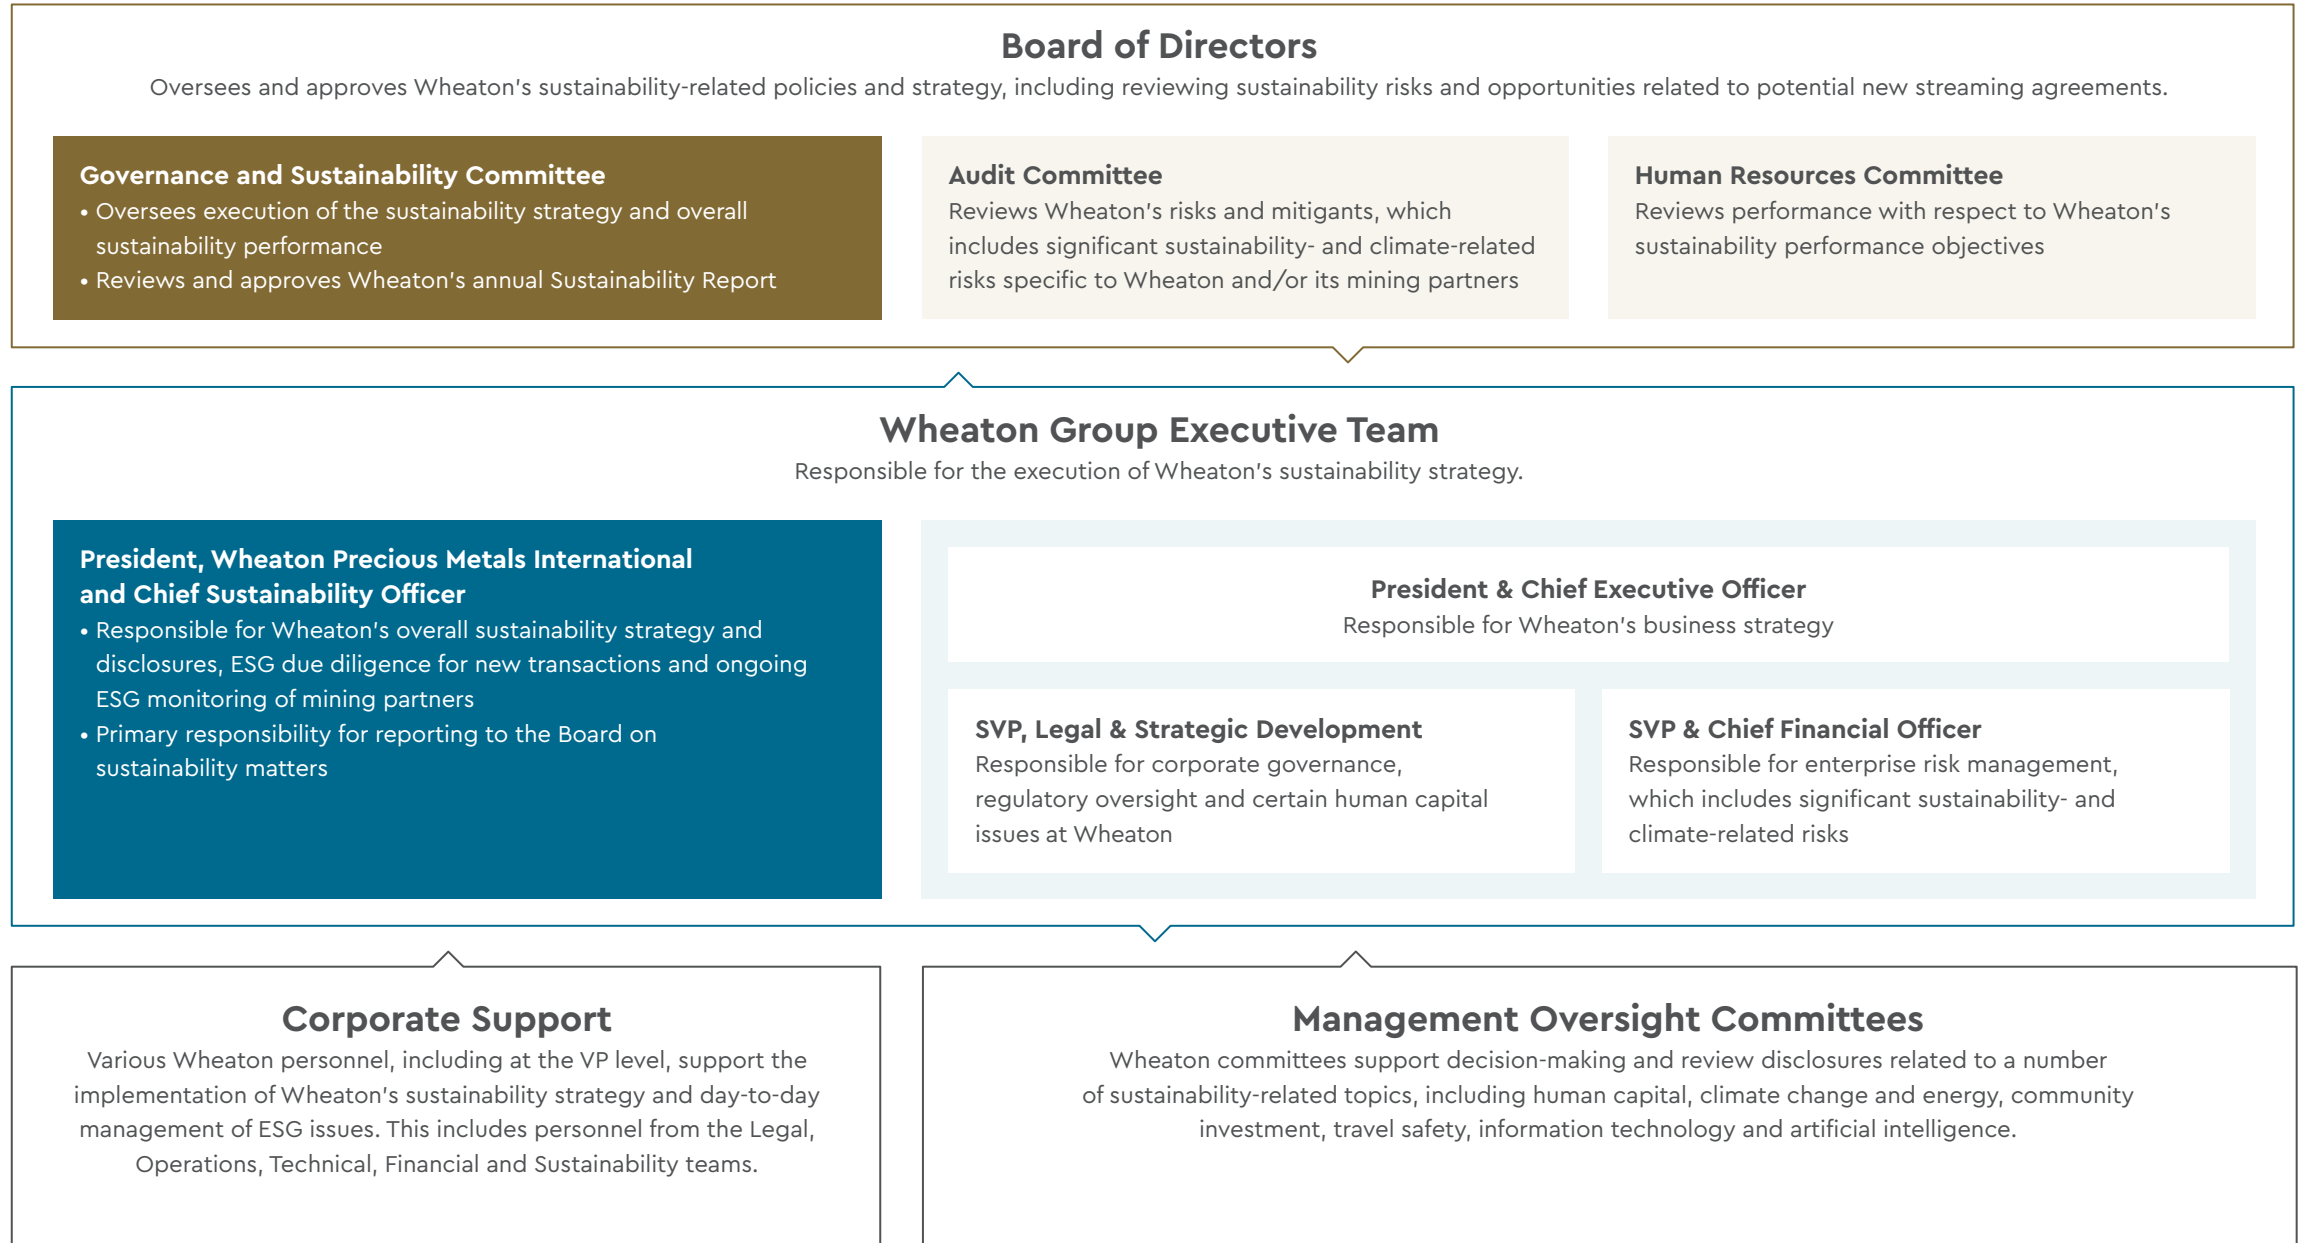 Board of Directors
Oversees and approves Wheaton's sustainability-related policies and strategy, including reviewing sustainability risks and opportunities related to potential new streaming agreements.
Governance and Sustainability Committee
• Oversees execution of the sustainability strategy and overall
sustainability performance
• Reviews and approves Wheaton's annual Sustainability Report
Audit Committee
Reviews Wheaton's risks and mitigants, which
includes significant sustainability- and climate-related
risks specific to Wheaton and/or its mining partners
Human Resources Committee
Reviews performance with respect to Wheaton's
sustainability performance objectives
Wheaton Group Executive Team
Responsible for the execution of Wheaton's sustainability strategy.
President, Wheaton Precious Metals International
and Chief Sustainability Officer
• Responsible for Wheaton's overall sustainability strategy and
disclosures, ESG due diligence for new transactions and ongoing
ESG monitoring of mining partners
• Primary responsibility for reporting to the Board on
sustainability matters
President & Chief Executive Officer
Responsible for Wheaton's business strategy
SVP, Legal & Strategic Development
Responsible for corporate governance,
regulatory oversight and certain human capital
issues at Wheaton
SVP & Chief Financial Officer
Responsible for enterprise risk management,
which includes significant sustainability- and
climate-related risks
Corporate Support
Various Wheaton personnel, including at the VP level, support the
implementation of Wheaton's sustainability strategy and day-to-day
management of ESG issues. This includes personnel from the Legal,
Operations, Technical, Financial and Sustainability teams.
Management Oversight Committees
Wheaton committees support decision-making and review disclosures related to a number
of sustainability-related topics, including human capital, climate change and energy, community
investment, travel safety, information technology and artificial intelligence.